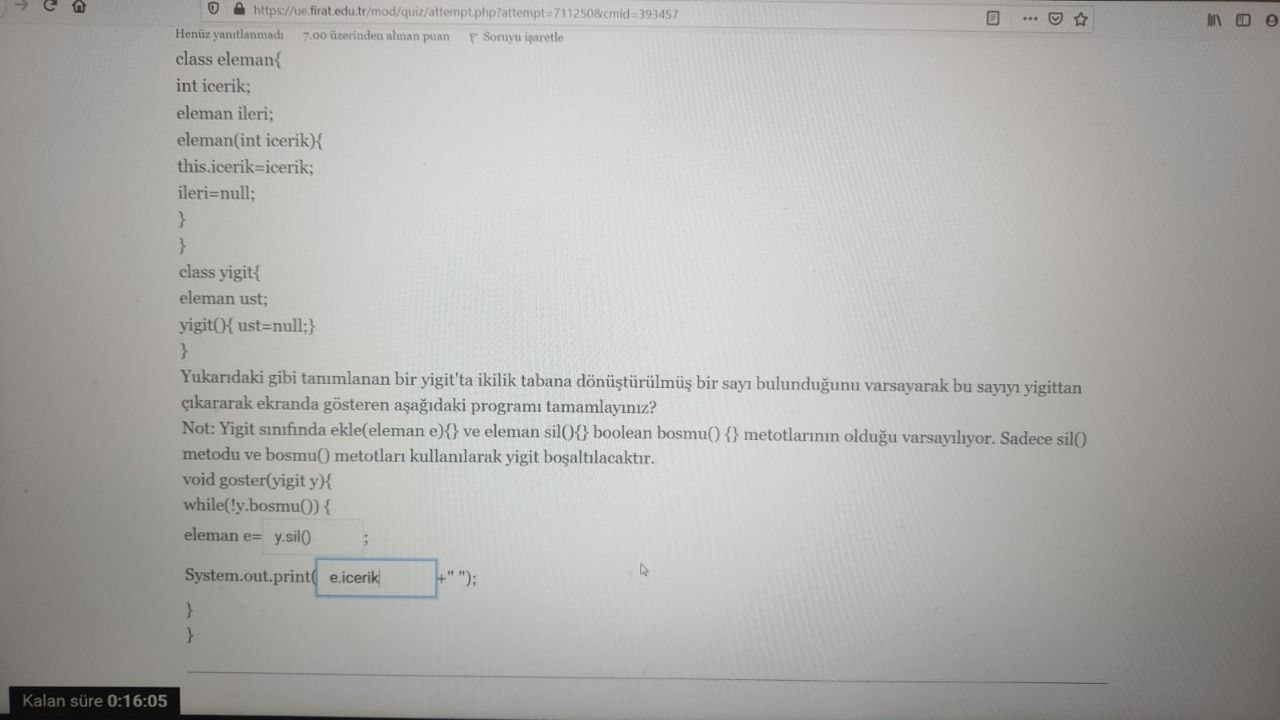 https://ue.firat.edu.tr/mod/quiz/attempt.php?attempt=711250&cmid=393457
Henüz yanıtlanmadı 7.00 üzerinden alınan puan Soruyu işaretle
class eleman{
int icerik;
eleman ileri;
eleman(int icerik){
this.icerik=icerik;
ileri=null;
}
}
class yigit{
eleman ust;
yigit(){ ust=null;}
}
Yukarıdaki gibi tanımlanan bir yigit'ta ikilik tabana dönüştürülmüş bir sayı bulunduğunu varsayarak bu sayıyı yigittan
çıkararak ekranda gösteren aşağıdaki programı tamamlayınız?
Not: Yigit sınıfında ekle(eleman e){} ve eleman sil(){} boolean bosmu() {} metotlarının olduğu varsayılıyor. Sadece sil()
metodu ve bosmu() metotları kullanılarak yigit boşaltılacaktır.
void goster(yigit y){
while(!y.bosmu()) {
eleman e= y.sil() ;
System.out.print( e.icerik +" ");
}
}
Kalan süre 0:16:05